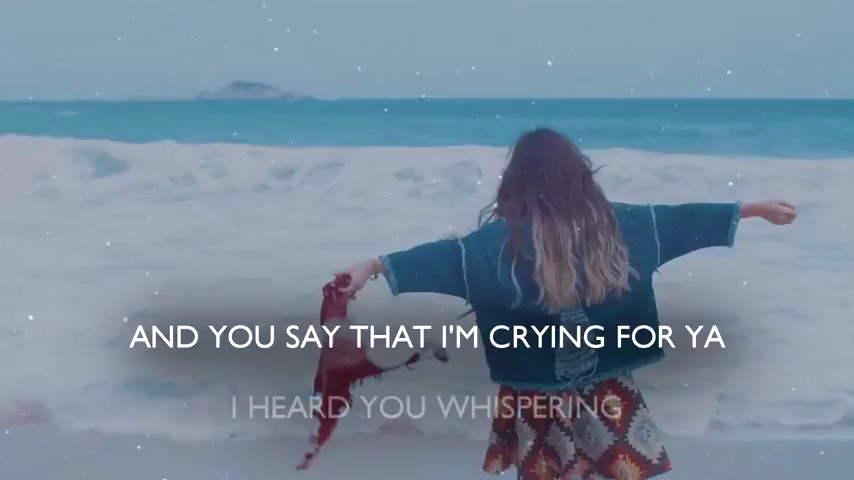 AND YOU SAY THAT I'M CRYING FOR YA
I HEARD YOU WHISPERING